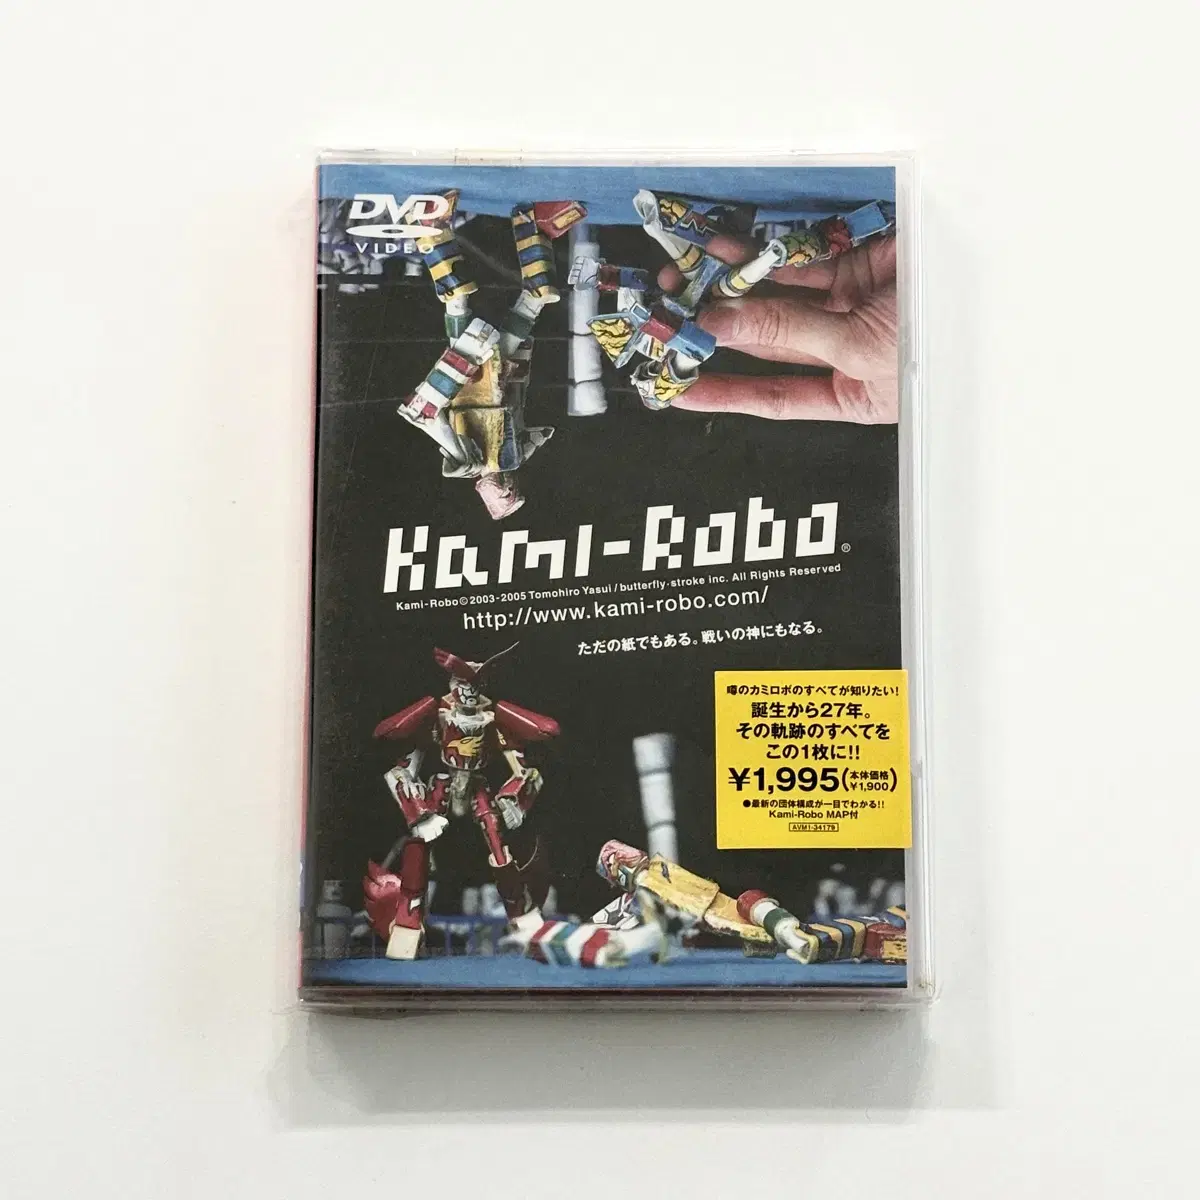 DVD
VIDEO
Kami-Robo®
Kami-Robo©2003-2005 Tomohiro Yasui / butterfly·stroke inc. All Rights Reserved
http://www.kami-robo.com/
ただの紙でもある。戦いの神にもなる。
噂のカミロボのすべてが知りたい!
誕生から27年。
その軌跡のすべてを
この1枚に!!
¥1,995(本体価格¥1,900)
●最新の団体構成が一目でわかる!!
Kami-Robo MAP付
AVM1-34179